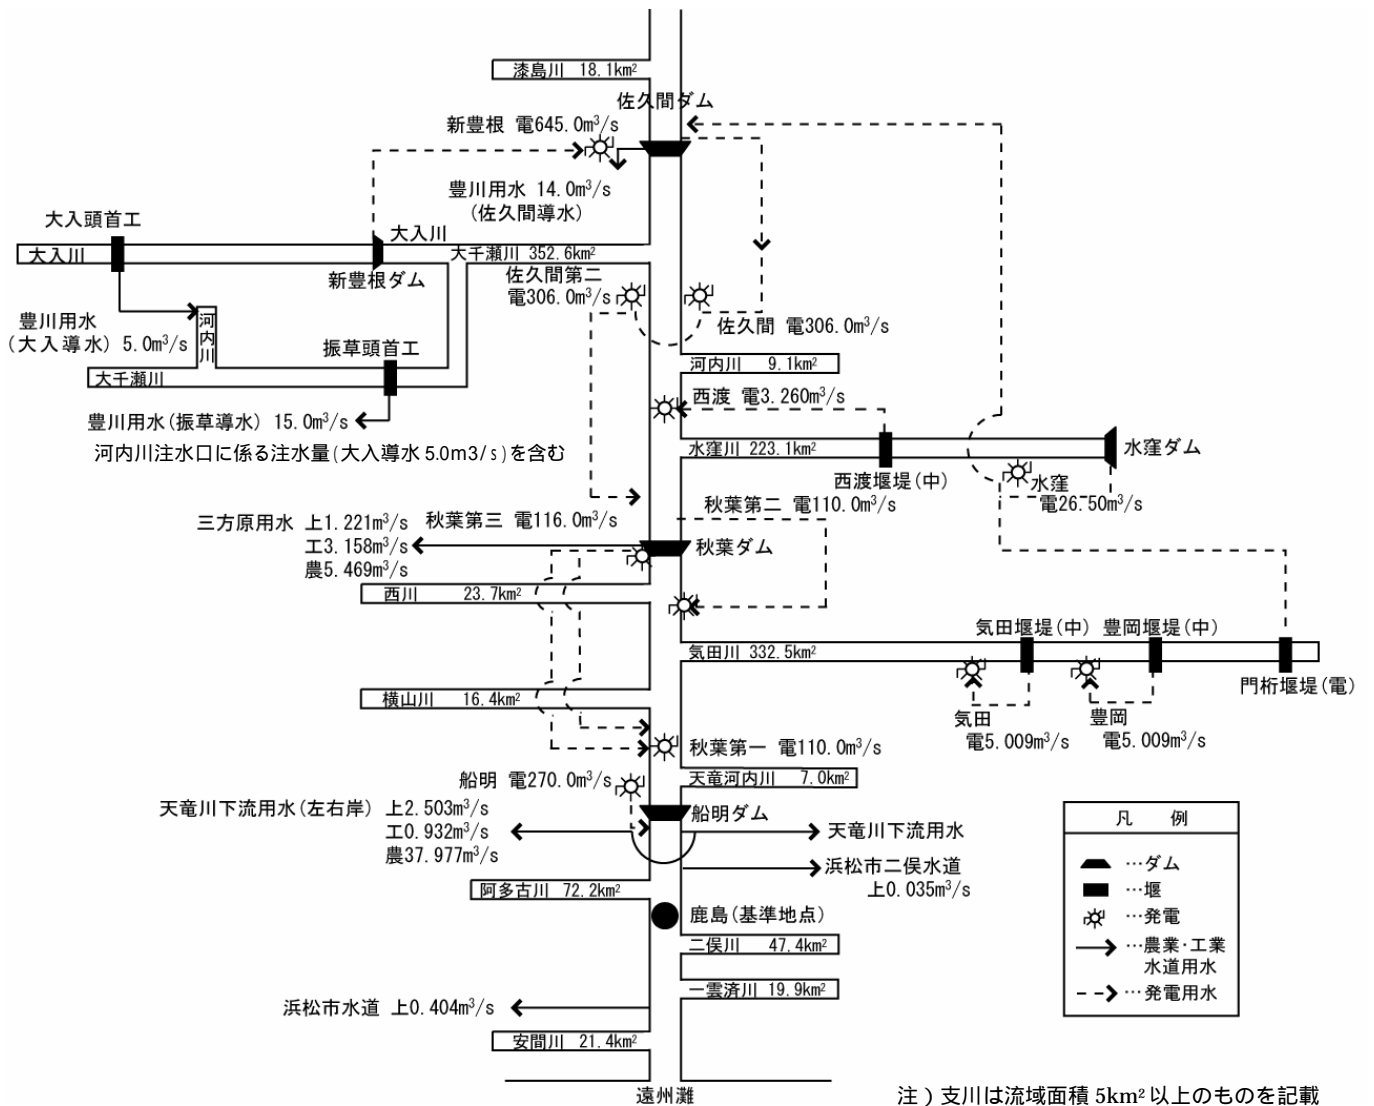 漆島川 18.1km²
佐久間ダム
新豊根 電645.0m³/s
豊川用水 14.0m³/s
(佐久間導水)
大入頭首工
大入川
大入川
大千瀬川 352.6km²
新豊根ダム
佐久間第二
電306.0m³/s
佐久間 電306.0m³/s
豊川用水
(大入導水) 5.0m³/s
河内川
振草頭首工
大千瀬川
河内川 9.1km²
西渡 電3.260m³/s
豊川用水(振草導水) 15.0m³/s
河内川注水口に係る注水量(大入導水5.0m3/s)を含む
水窪川 223.1km²
水窪ダム
西渡堰堤(中)
水窪
電26.50m³/s
秋葉第二 電110.0m³/s
三方原用水 上1.221m³/s
工3.158m³/s
農5.469m³/s
秋葉第三 電116.0m³/s
秋葉ダム
西川 23.7km²
気田堰堤(中) 豊岡堰堤(中)
気田川 332.5km²
門桁堰堤(電)
横山川 16.4km²
気田
電5.009m³/s
豊岡
電5.009m³/s
秋葉第一 電110.0m³/s
天竜河内川 7.0km²
船明 電270.0m³/s
船明ダム
天竜川下流用水(左右岸) 上2.503m³/s
工0.932m³/s
農37.977m³/s
天竜川下流用水
浜松市二俣水道
上0.035m³/s
阿多古川 72.2km²
鹿島(基準地点)
二俣川 47.4km²
一雲済川 19.9km²
浜松市水道 上0.404m³/s
安間川 21.4km²
遠州灘
凡 例
…ダム
…堰
…発電
…農業・工業
水道用水
…発電用水
注)支川は流域面積5km²以上のものを記載